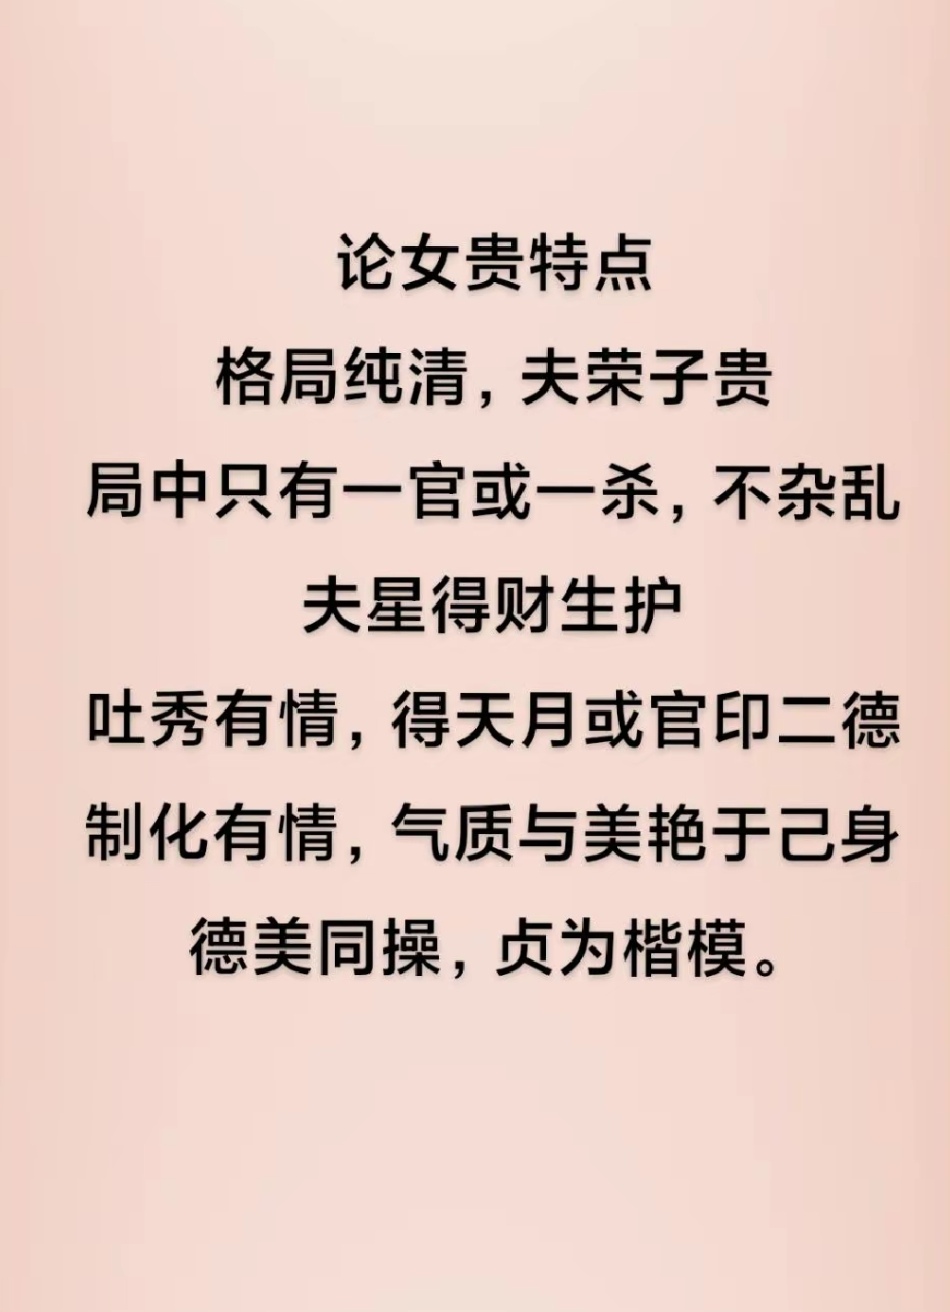 论女贵特点
格局纯清，夫荣子贵
局中只有一官或一杀，不杂乱
夫星得财生护
吐秀有情，得天月或官印二德
制化有情，气质与美艳于己身
德美同操，贞为楷模。